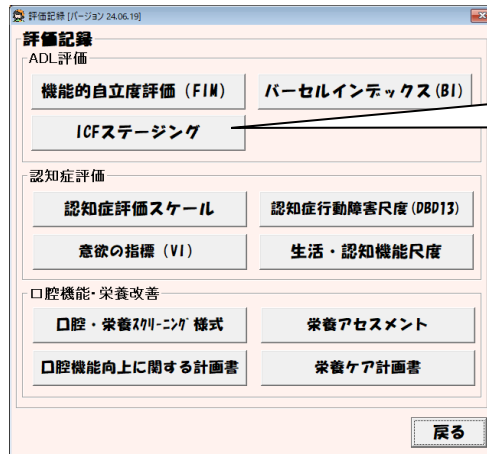 評価記録 [バージョン 24.06.19]
評価記録
ADL評価
機能的自立度評価（FIM） バーセルインデックス(BI)
ICFステージング
認知症評価
認知症評価スケール 認知症行動障害尺度(DBD13)
意欲の指標（VI） 生活・認知機能尺度
口腔機能・栄養改善
口腔・栄養ｽｸﾘｰﾆﾝｸﾞ様式 栄養アセスメント
口腔機能向上に関する計画書 栄養ケア計画書
戻る